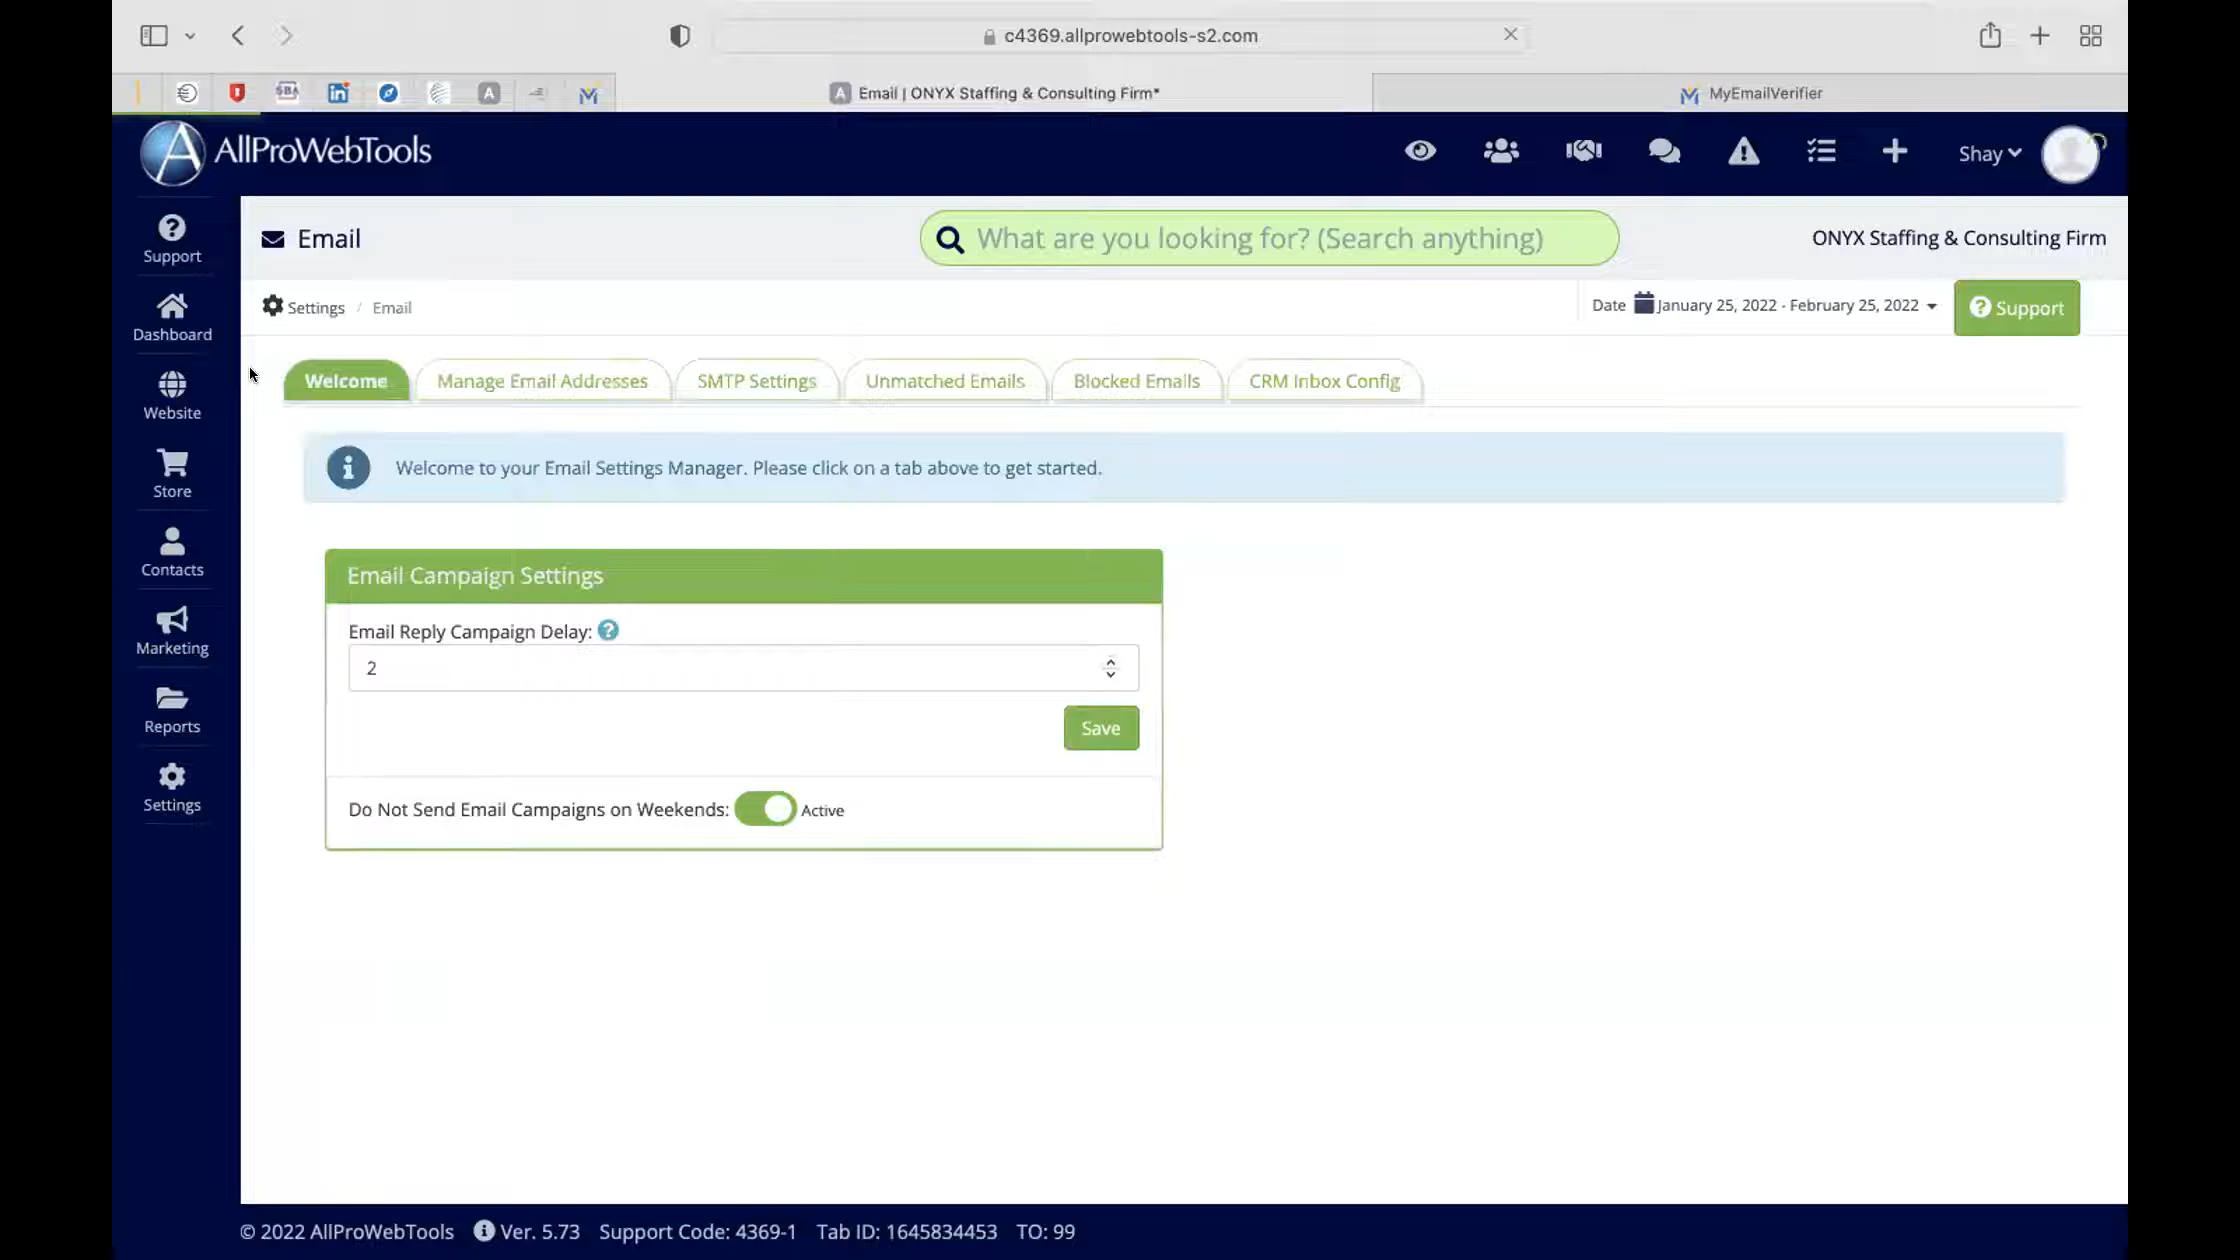 c4369.allprowebtools-s2.com
SBA
in
A
A Email | ONYX Staffing & Consulting Firm*
MyEmailVerifier
AllProWebTools
Shay
Support
Dashboard
Website
Store
Contacts
Marketing
Reports
Settings
Email
What are you looking for? (Search anything)
ONYX Staffing & Consulting Firm
Settings / Email
Date January 25, 2022 - February 25, 2022
Support
Welcome
Manage Email Addresses
SMTP Settings
Unmatched Emails
Blocked Emails
CRM Inbox Config
Welcome to your Email Settings Manager. Please click on a tab above to get started.
Email Campaign Settings
Email Reply Campaign Delay:
2
Save
Do Not Send Email Campaigns on Weekends: Active
© 2022 AllProWebTools Ver. 5.73 Support Code: 4369-1 Tab ID: 1645834453 TO: 99